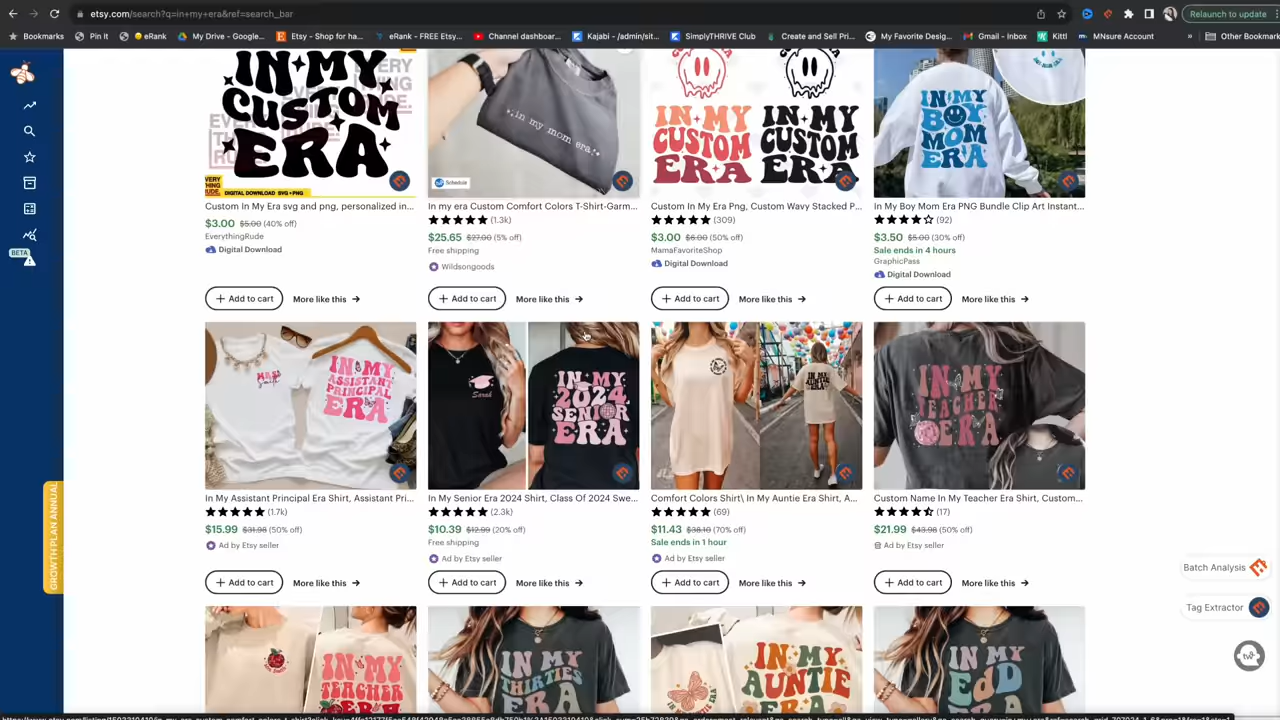 etsy.com/search?q=in+my+era&ref=search_bar
Relaunch to update
Bookmarks
Pin It
eRank
My Drive - Google...
Etsy - Shop for ha...
eRank - FREE Etsy...
Channel dashboar...
Kajabi - /admin/sit...
SimplyTHRIVE Club
Create and Sell Pri...
My Favorite Desig...
Gmail - Inbox
Kittl
MNsure Account
»
Other Bookmark
IN MY CUSTOM ERA
DIGITAL DOWNLOAD SVG+PNG
in my mom era
Schedule
IN MY CUSTOM ERA
IN MY CUSTOM ERA
IN MY BOY MOM ERA
Custom In My Era svg and png, personalized in...
$3.00 $5.00 (40% off)
EverythingRude
Digital Download
In my era Custom Comfort Colors T-Shirt-Garm...
(1.3k)
$25.65 $27.00 (5% off)
Free shipping
Wildsongoods
Custom In My Era Png, Custom Wavy Stacked P...
(309)
$3.00 $6.00 (50% off)
MamaFavoriteShop
Digital Download
In My Boy Mom Era PNG Bundle Clip Art Instant...
(92)
$3.50 $5.00 (30% off)
Sale ends in 4 hours
GraphicPass
Digital Download
+ Add to cart
More like this →
+ Add to cart
More like this →
+ Add to cart
More like this →
+ Add to cart
More like this →
IN MY ASSISTANT PRINCIPAL ERA
Sarah
IN MY 2024 SENIOR ERA
IN MY AUNTIE ERA
IN MY TEACHER ERA
In My Assistant Principal Era Shirt, Assistant Pri...
(1.7k)
$15.99 $31.98 (50% off)
Ad by Etsy seller
In My Senior Era 2024 Shirt, Class Of 2024 Swe...
(2.3k)
$10.39 $12.99 (20% off)
Free shipping
Ad by Etsy seller
Comfort Colors Shirt\ In My Auntie Era Shirt, A...
(69)
$11.43 $38.10 (70% off)
Sale ends in 1 hour
Ad by Etsy seller
Custom Name In My Teacher Era Shirt, Custom...
(17)
$21.99 $43.98 (50% off)
Ad by Etsy seller
+ Add to cart
More like this →
+ Add to cart
More like this →
+ Add to cart
More like this →
+ Add to cart
More like this →
IN MY TEACHER
IN MY THIRTIES ERA
IN MY AUNTIE ERA
IN MY EdD ERA
BETA
GROWTH PLAN ANNUAL
Batch Analysis
Tag Extractor